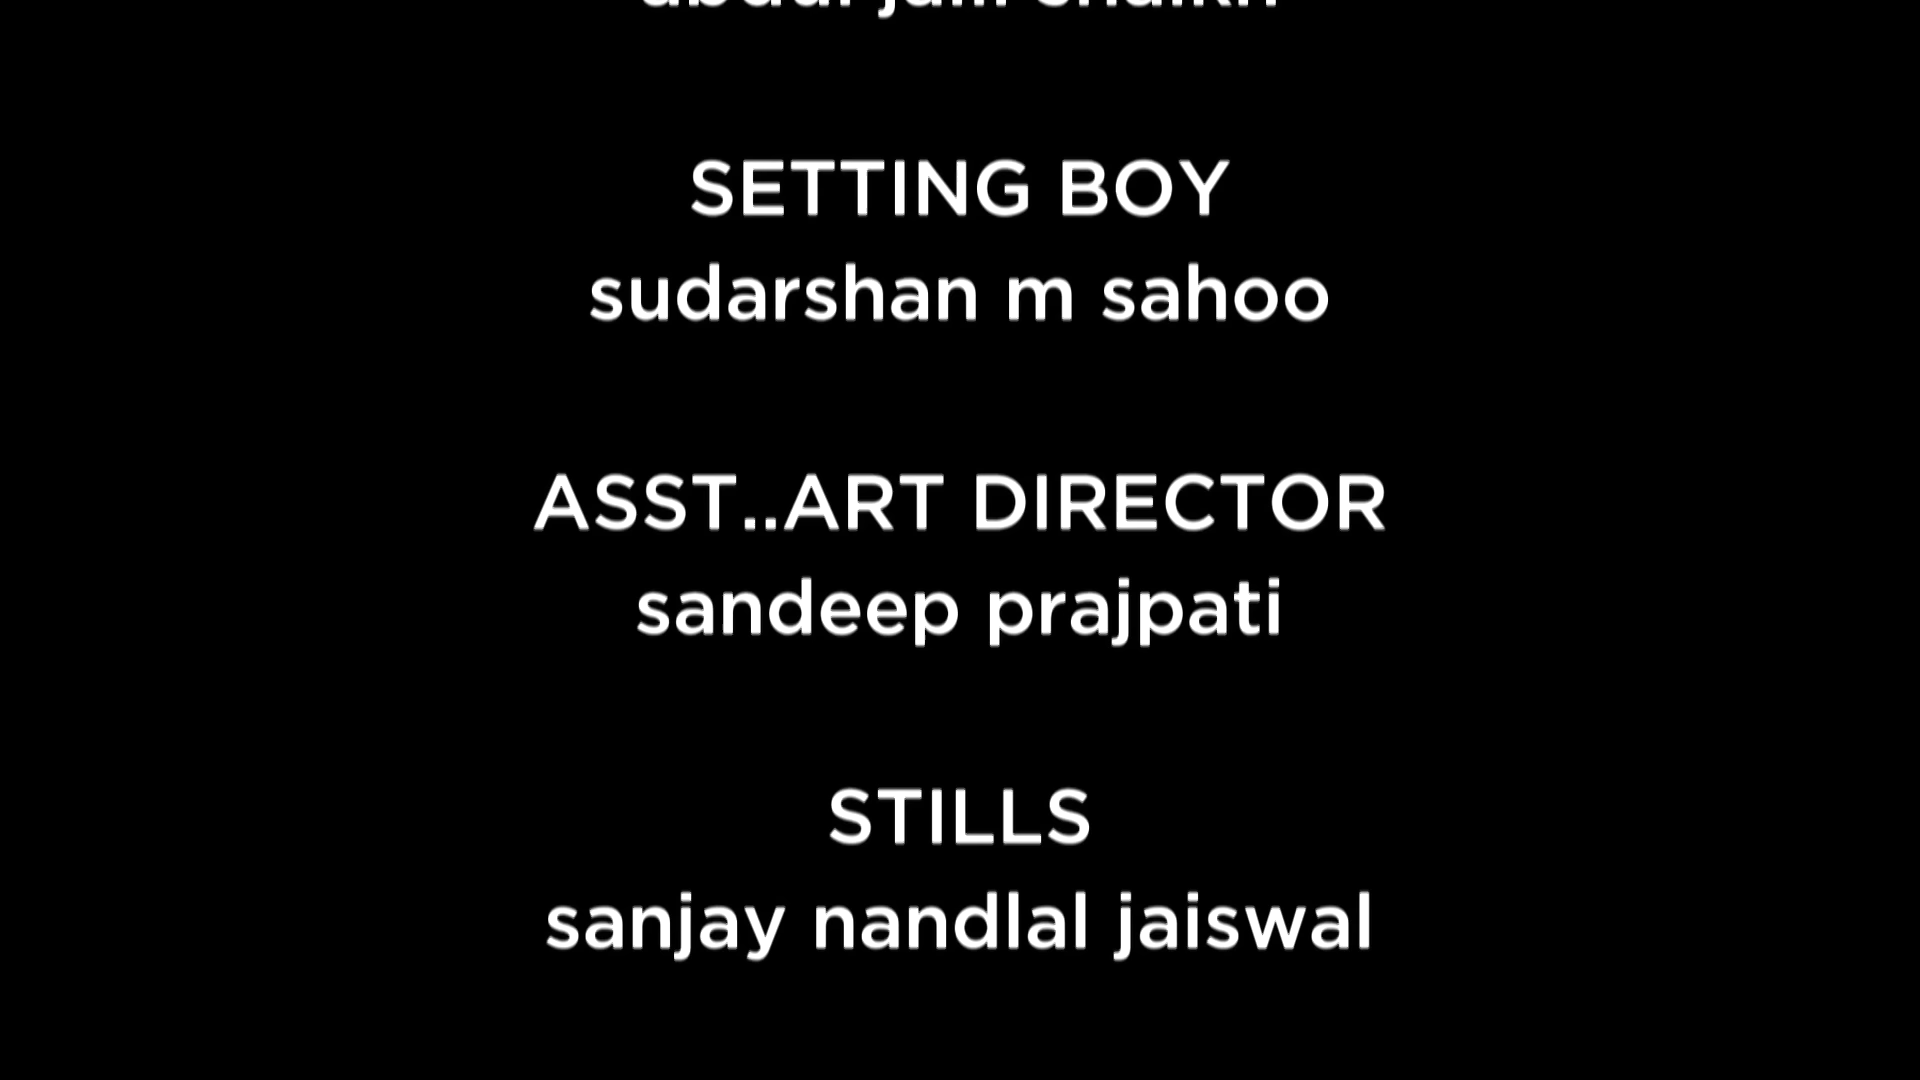 SETTING BOY
sudarshan m sahoo
ASST..ART DIRECTOR
sandeep prajpati
STILLS
sanjay nandlal jaiswal